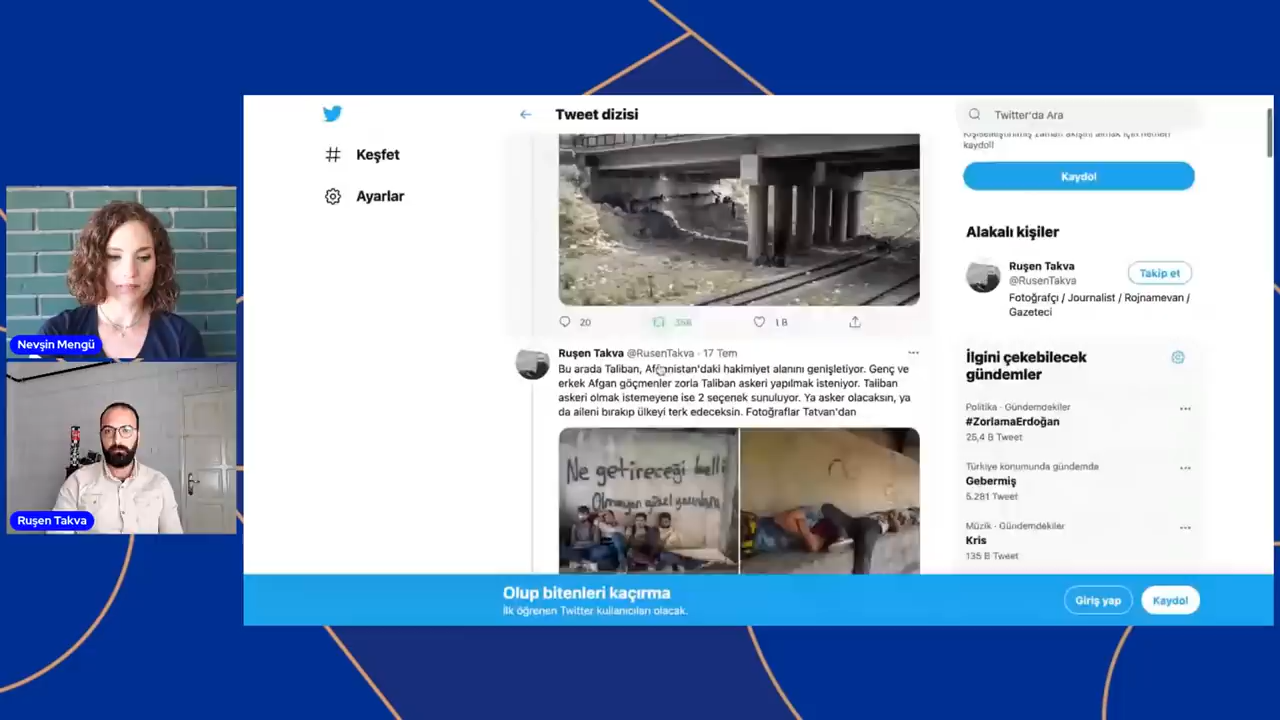 Tweet dizisi
Twitter'da Ara
Keşfet
Ayarlar
kaydol!
Kaydol
Alakalı kişiler
Ruşen Takva
@RusenTakva
Takip et
Fotoğrafçı / Journalist / Rojnamevan /
Gazeteci
20
358
1 B
Ruşen Takva @RusenTakva · 17 Tem
Bu arada Taliban, Afganistan'daki hakimiyet alanını genişletiyor. Genç ve
erkek Afgan göçmenler zorla Taliban askeri yapılmak isteniyor. Taliban
askeri olmak istemeyene ise 2 seçenek sunuluyor. Ya asker olacaksın, ya
da aileni bırakıp ülkeyi terk edeceksin. Fotoğraflar Tatvan'dan
Ne getireceği belli
Olmayan güzel yarınlara
İlgini çekebilecek
gündemler
Politika · Gündemdekiler
#ZorlamaErdoğan
25,4 B Tweet
Türkiye konumunda gündemde
Gebermiş
5.281 Tweet
Müzik · Gündemdekiler
Kris
135 B Tweet
Olup bitenleri kaçırma
İlk öğrenen Twitter kullanıcıları olacak.
Giriş yap
Kaydol
Nevşin Mengü
Ruşen Takva